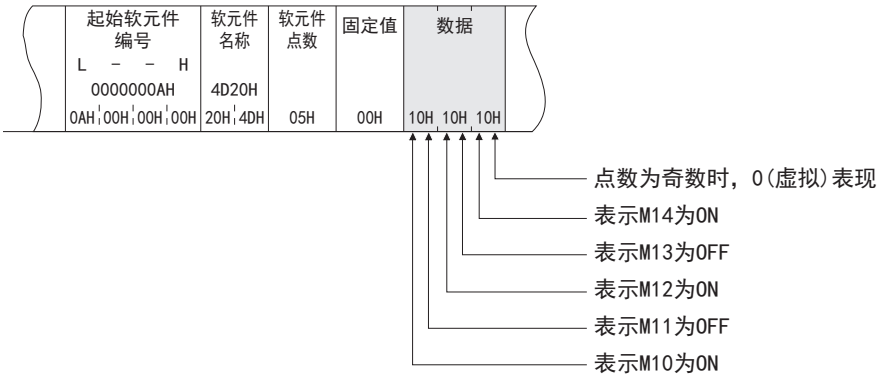 起始软元件
编号
L - - H
0000000AH
0AH 00H 00H 00H
软元件
名称
4D20H
20H 4DH
软元件
点数
05H
固定值
00H
数据
10H 10H 10H
点数为奇数时，0(虚拟)表现
表示M14为ON
表示M13为OFF
表示M12为ON
表示M11为OFF
表示M10为ON